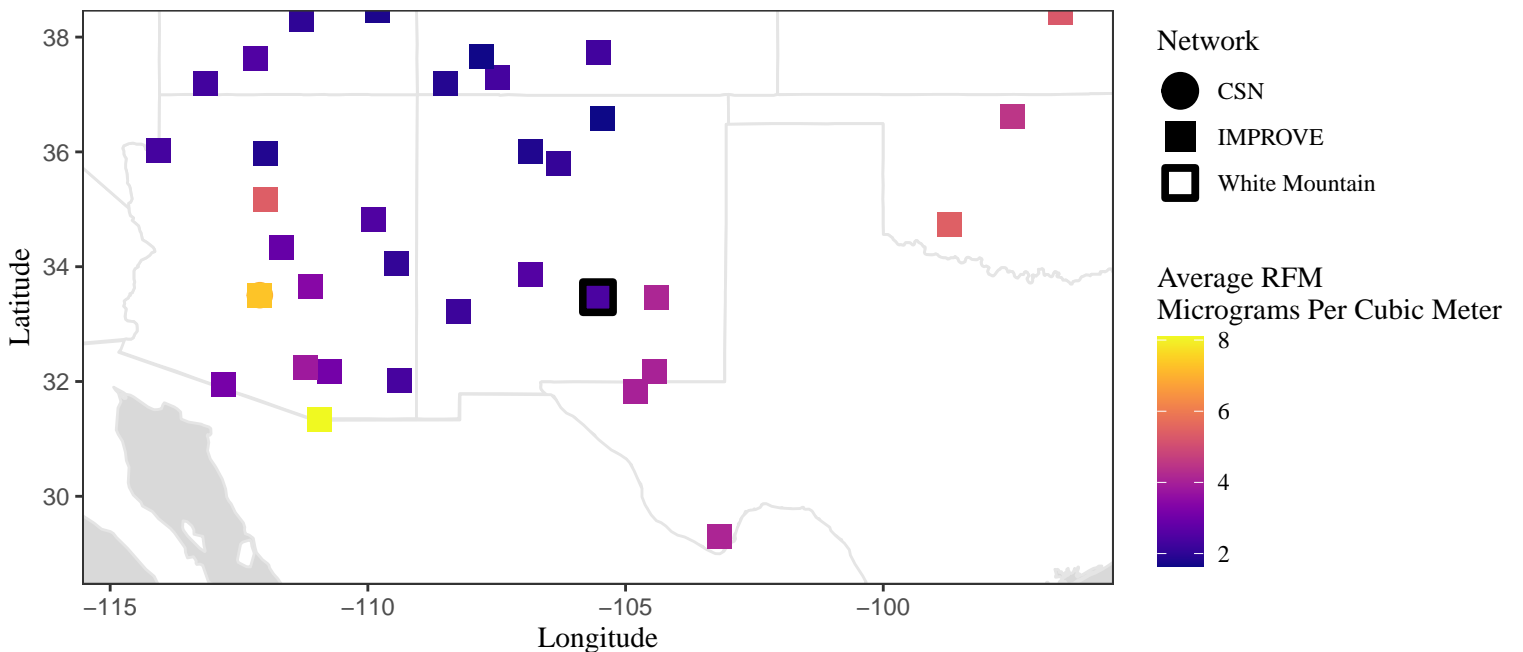 38
36
34
32
30
Latitude
−115
−110
−105
−100
Longitude
Network
CSN
IMPROVE
White Mountain
Average RFM
Micrograms Per Cubic Meter
8
6
4
2